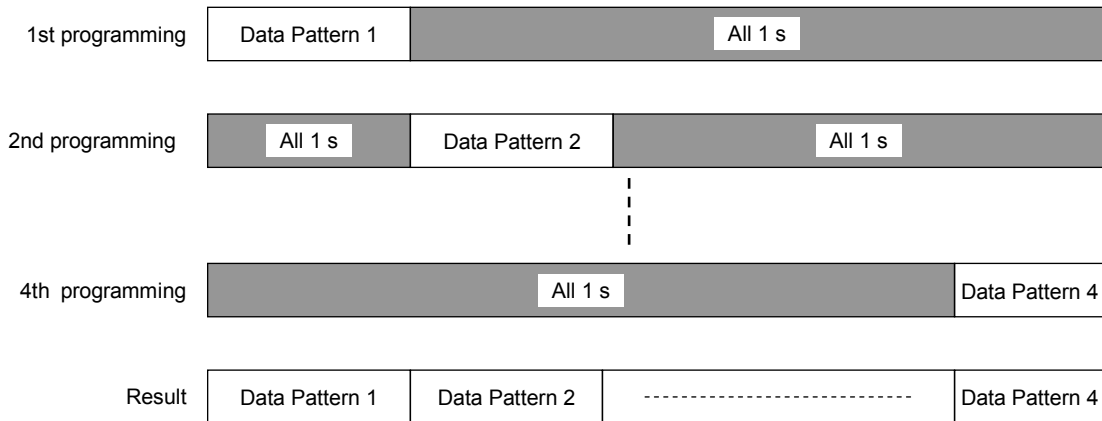 1st programming
Data Pattern 1
All 1 s
2nd programming
All 1 s
Data Pattern 2
All 1 s
4th programming
All 1 s
Data Pattern 4
Result
Data Pattern 1
Data Pattern 2
Data Pattern 4